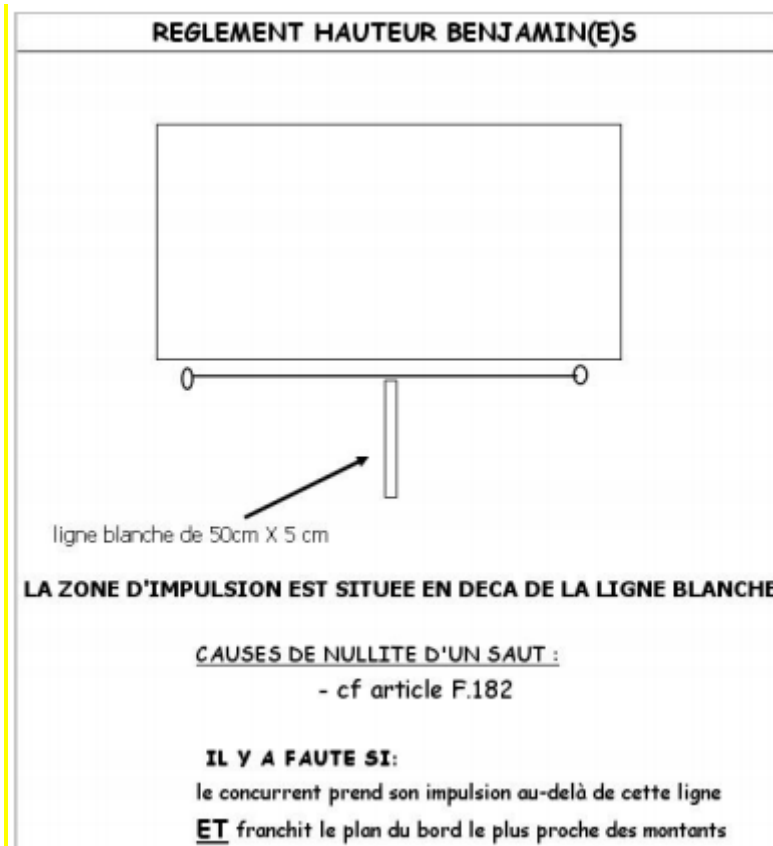 REGLEMENT HAUTEUR BENJAMIN(E)S
ligne blanche de 50cm X 5 cm
LA ZONE D'IMPULSION EST SITUEE EN DECA DE LA LIGNE BLANCHE
CAUSES DE NULLITE D'UN SAUT :
- cf article F.182
IL Y A FAUTE SI:
le concurrent prend son impulsion au-delà de cette ligne
ET franchit le plan du bord le plus proche des montants